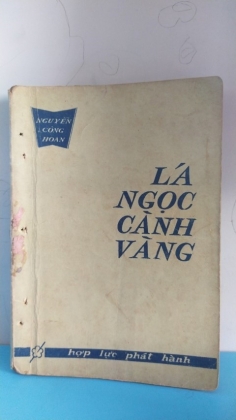 NGUYỄN
CÔNG
HOAN
LÁ
NGỌC
CÀNH
VÀNG
hợp lực phát hành